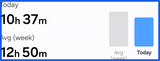 Today
10h 37m
Avg (week)
12h 50m
Avg
(week)
Today